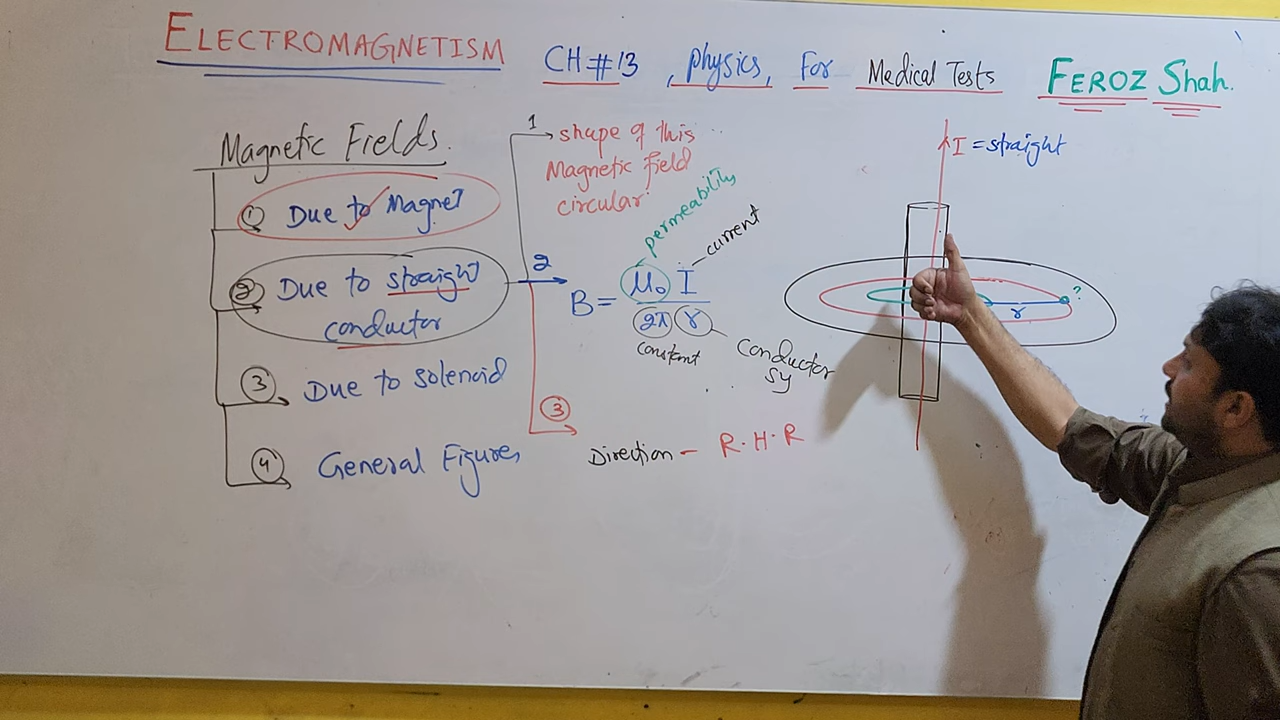 ELECTROMAGNETISM CH#13, physics, For Medical Tests FEROZ Shah.
Magnetic Fields.
① Due to Magnet
② Due to straight
conductor
③ Due to Solenoid
④ General Figures
1 shape of this
Magnetic field
circular
2
permeability
current
B = μ₀ I / 2π r
constant
Conductor
sy
③
Direction - R.H.R
I = straight
r
?